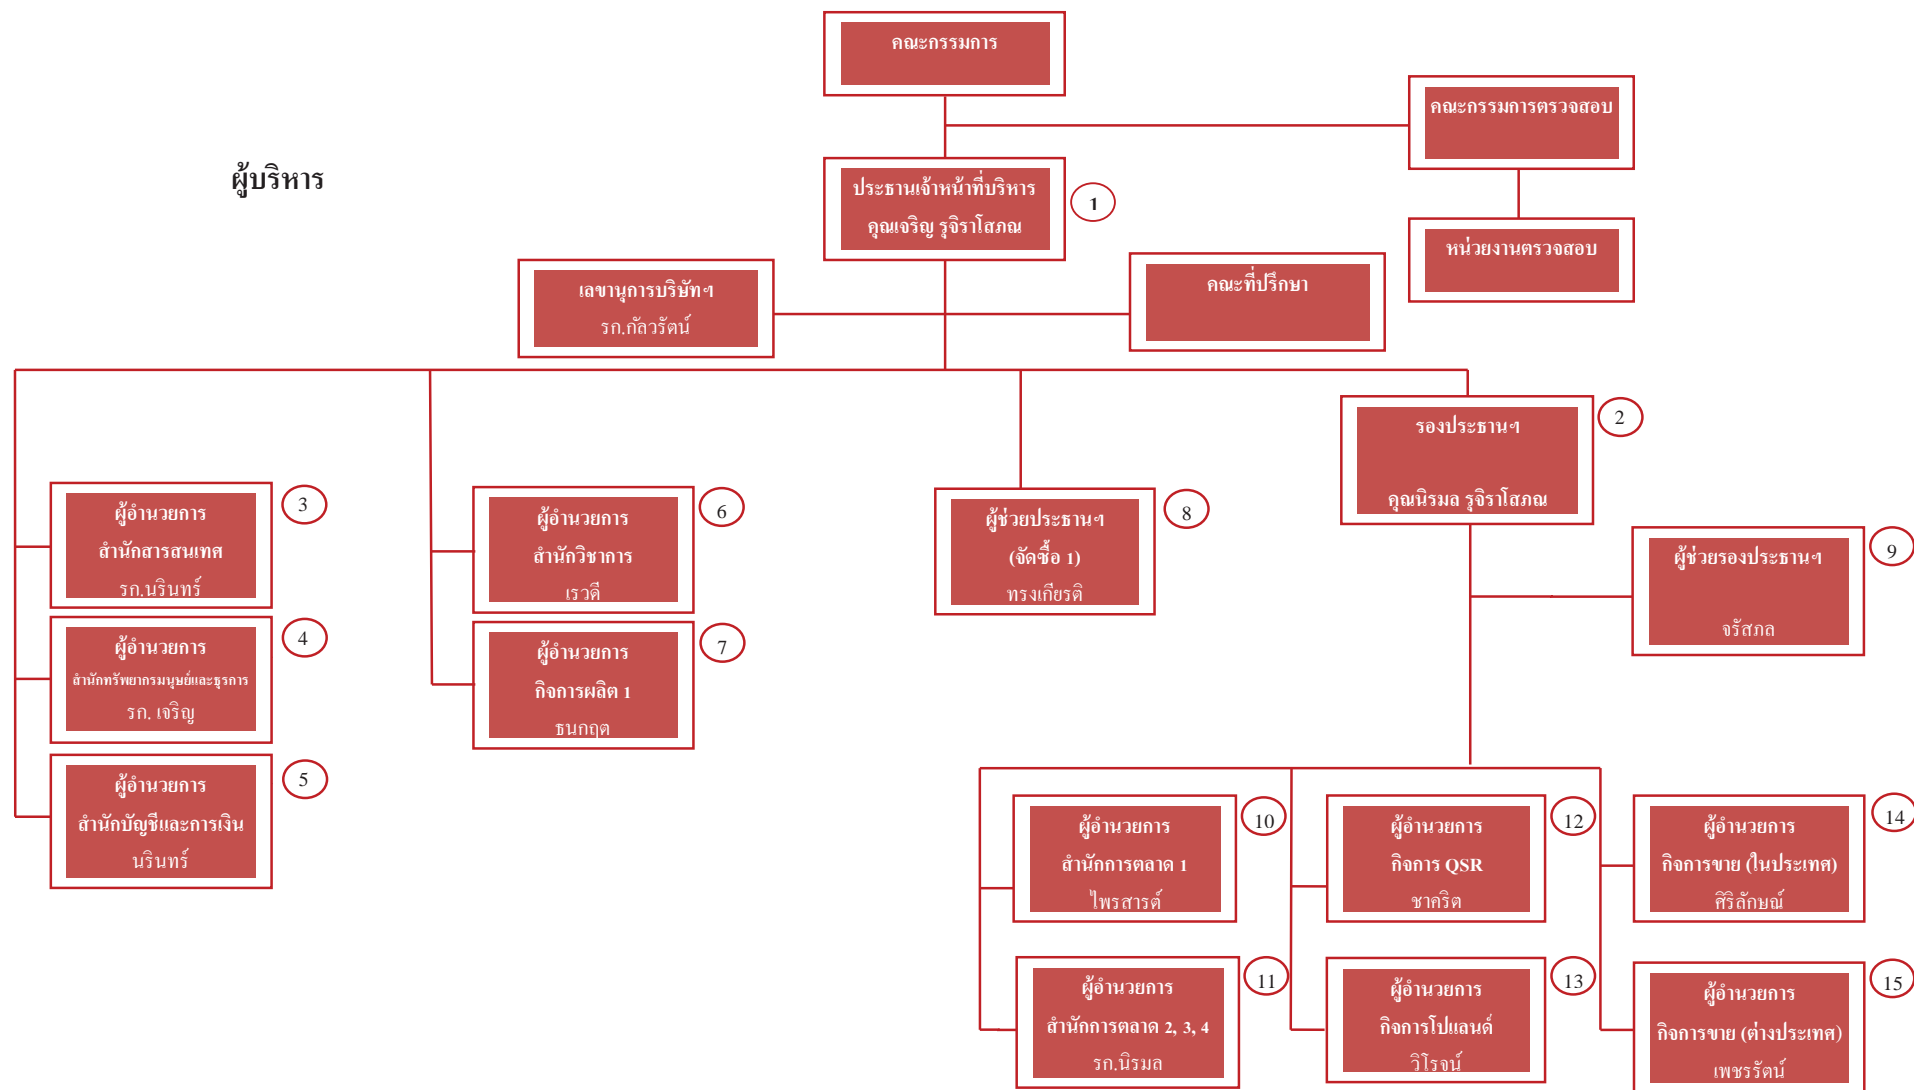 คณะกรรมการ
คณะกรรมการตรวจสอบ
ผู้บริหาร
ประธานเจ้าหน้าที่บริหาร
คุณเจริญ รุจิราโสภณ
1
หน่วยงานตรวจสอบ
เลขานุการบริษัทฯ
รก.กัลวรัตน์
คณะที่ปรึกษา
รองประธานฯ
คุณนิรมล รุจิราโสภณ
2
ผู้อำนวยการ
สำนักสารสนเทศ
รก.นรินทร์
3
ผู้อำนวยการ
สำนักวิชาการ
เรวดี
6
ผู้ช่วยประธานฯ
(จัดซื้อ 1)
ทรงเกียรติ
8
ผู้ช่วยรองประธานฯ
จรัสภล
9
ผู้อำนวยการ
สำนักทรัพยากรมนุษย์และธุรการ
รก. เจริญ
4
ผู้อำนวยการ
กิจการผลิต 1
ธนกฤต
7
ผู้อำนวยการ
สำนักบัญชีและการเงิน
นรินทร์
5
ผู้อำนวยการ
สำนักการตลาด 1
ไพรสารต์
10
ผู้อำนวยการ
กิจการ QSR
ชาคริต
12
ผู้อำนวยการ
กิจการขาย (ในประเทศ)
ศิริลักษณ์
14
ผู้อำนวยการ
สำนักการตลาด 2, 3, 4
รก.นิรมล
11
ผู้อำนวยการ
กิจการโปแลนด์
วิโรจน์
13
ผู้อำนวยการ
กิจการขาย (ต่างประเทศ)
เพชรรัตน์
15